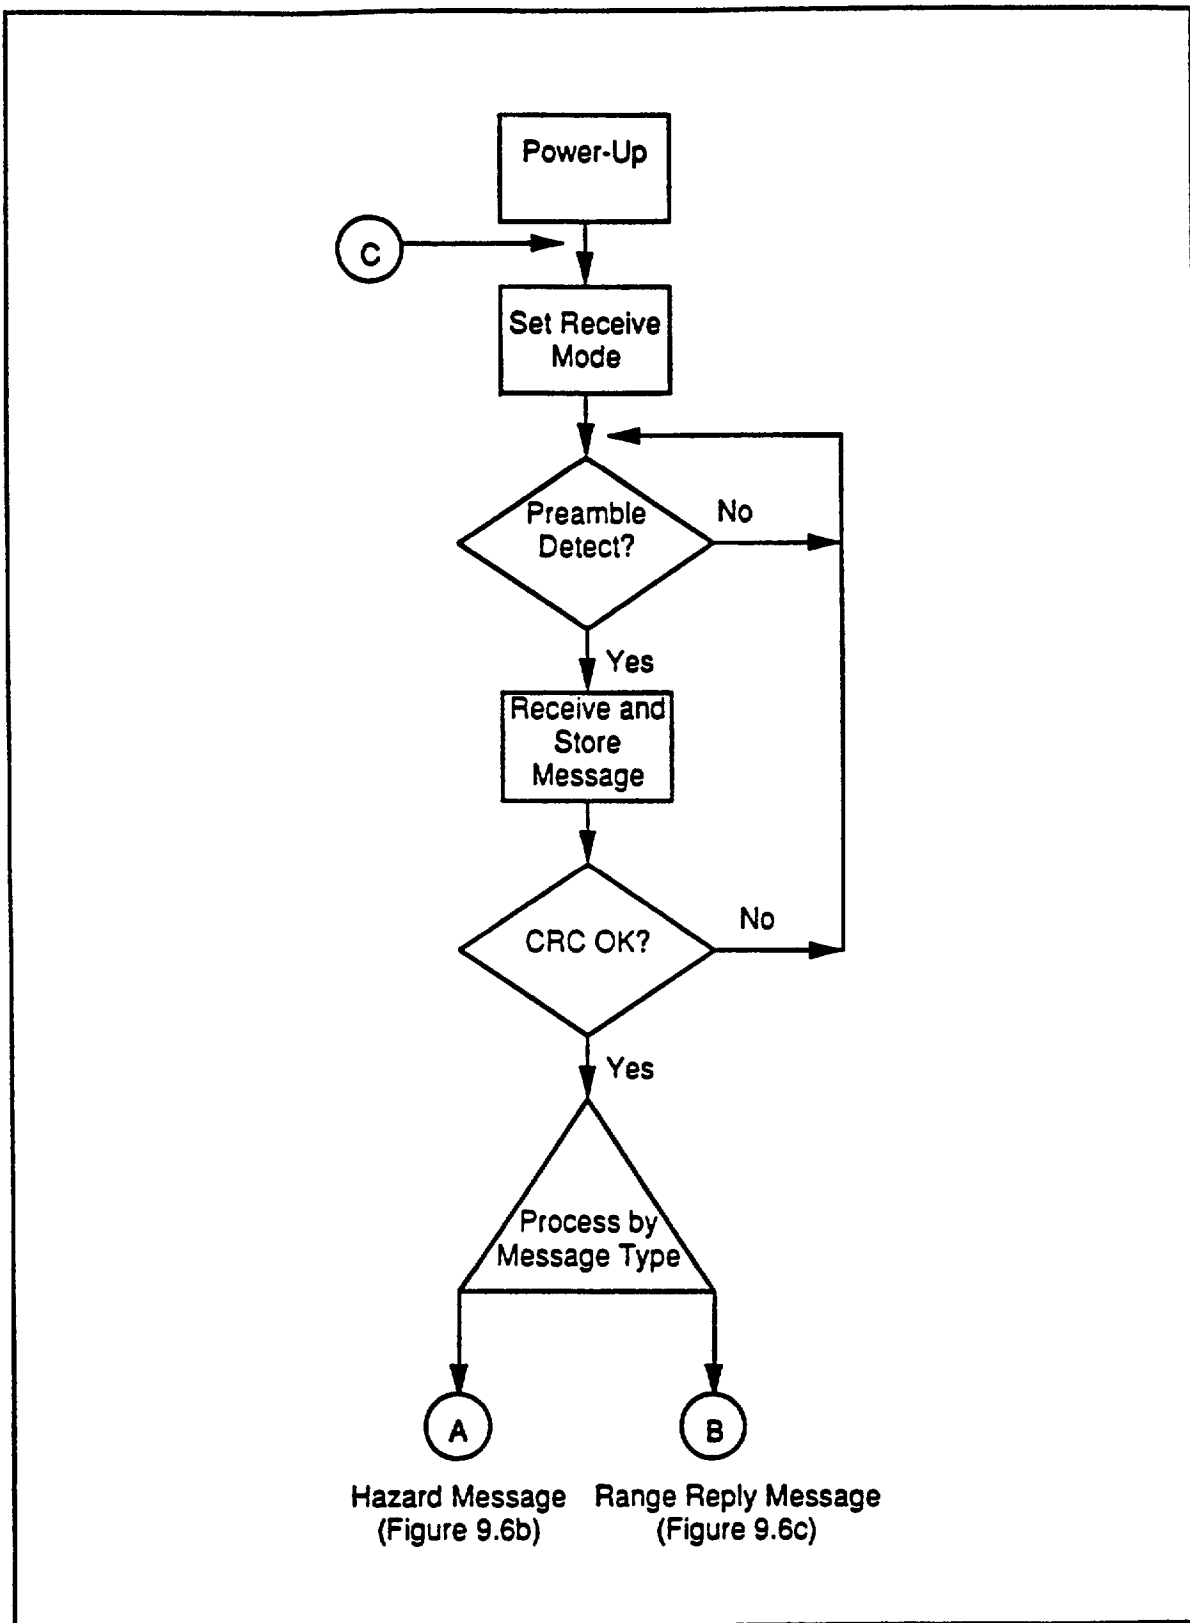 Power-Up
C
Set Receive
Mode
Preamble
Detect?
No
Yes
Receive and
Store
Message
CRC OK?
No
Yes
Process by
Message Type
A
B
Hazard Message
(Figure 9.6b)
Range Reply Message
(Figure 9.6c)